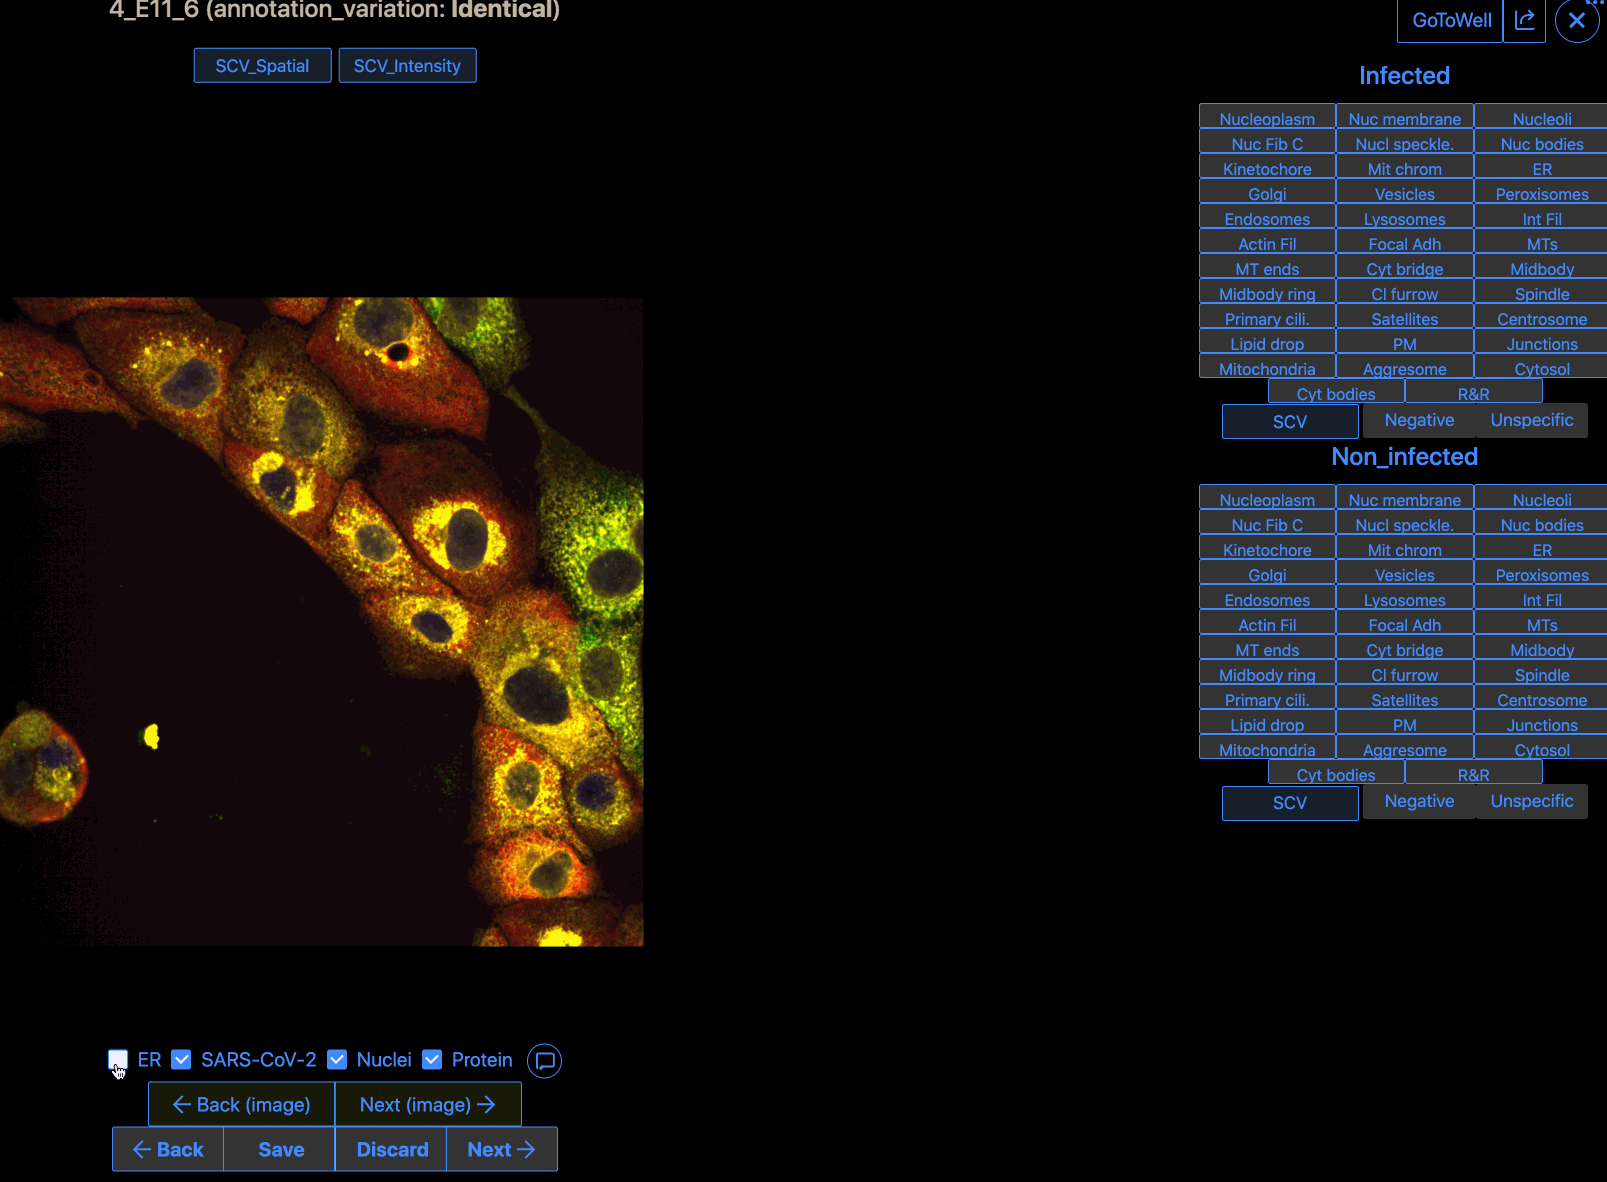 4_E11_6 (annotation_variation: Identical)
GoToWell
SCV_Spatial SCV_Intensity
Infected
Nucleoplasm Nuc membrane Nucleoli
Nuc Fib C Nucl speckle. Nuc bodies
Kinetochore Mit chrom ER
Golgi Vesicles Peroxisomes
Endosomes Lysosomes Int Fil
Actin Fil Focal Adh MTs
MT ends Cyt bridge Midbody
Midbody ring Cl furrow Spindle
Primary cili. Satellites Centrosome
Lipid drop PM Junctions
Mitochondria Aggresome Cytosol
Cyt bodies R&R
SCV Negative Unspecific
Non_infected
Nucleoplasm Nuc membrane Nucleoli
Nuc Fib C Nucl speckle. Nuc bodies
Kinetochore Mit chrom ER
Golgi Vesicles Peroxisomes
Endosomes Lysosomes Int Fil
Actin Fil Focal Adh MTs
MT ends Cyt bridge Midbody
Midbody ring Cl furrow Spindle
Primary cili. Satellites Centrosome
Lipid drop PM Junctions
Mitochondria Aggresome Cytosol
Cyt bodies R&R
SCV Negative Unspecific
ER SARS-CoV-2 Nuclei Protein
← Back (image) Next (image) →
← Back Save Discard Next →